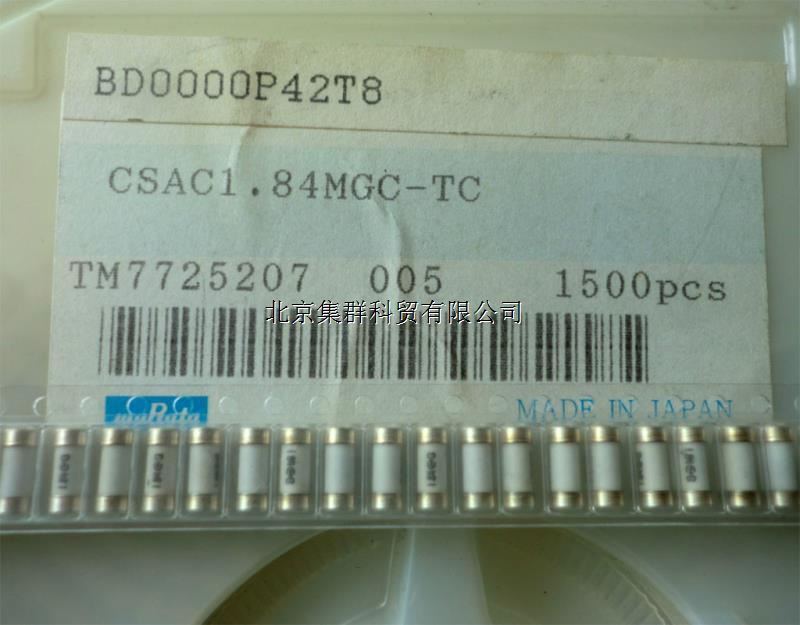 BD0000P42T8
CSAC1.84MGC-TC
TM7725207 005 1500pcs
北京集群科贸有限公司
muRata
MADE IN JAPAN